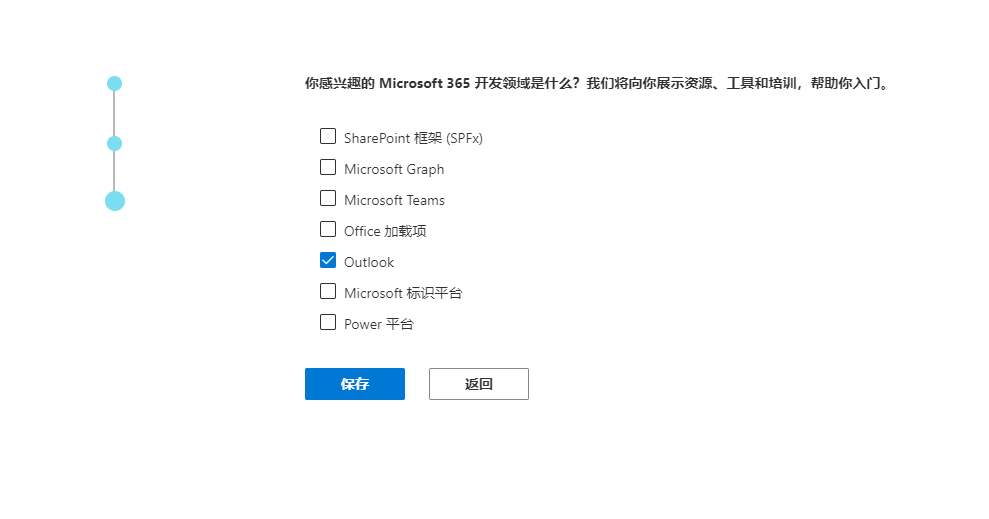 你感兴趣的 Microsoft 365 开发领域是什么？我们将向你展示资源、工具和培训，帮助你入门。
SharePoint 框架 (SPFx)
Microsoft Graph
Microsoft Teams
Office 加载项
Outlook
Microsoft 标识平台
Power 平台
保存 返回